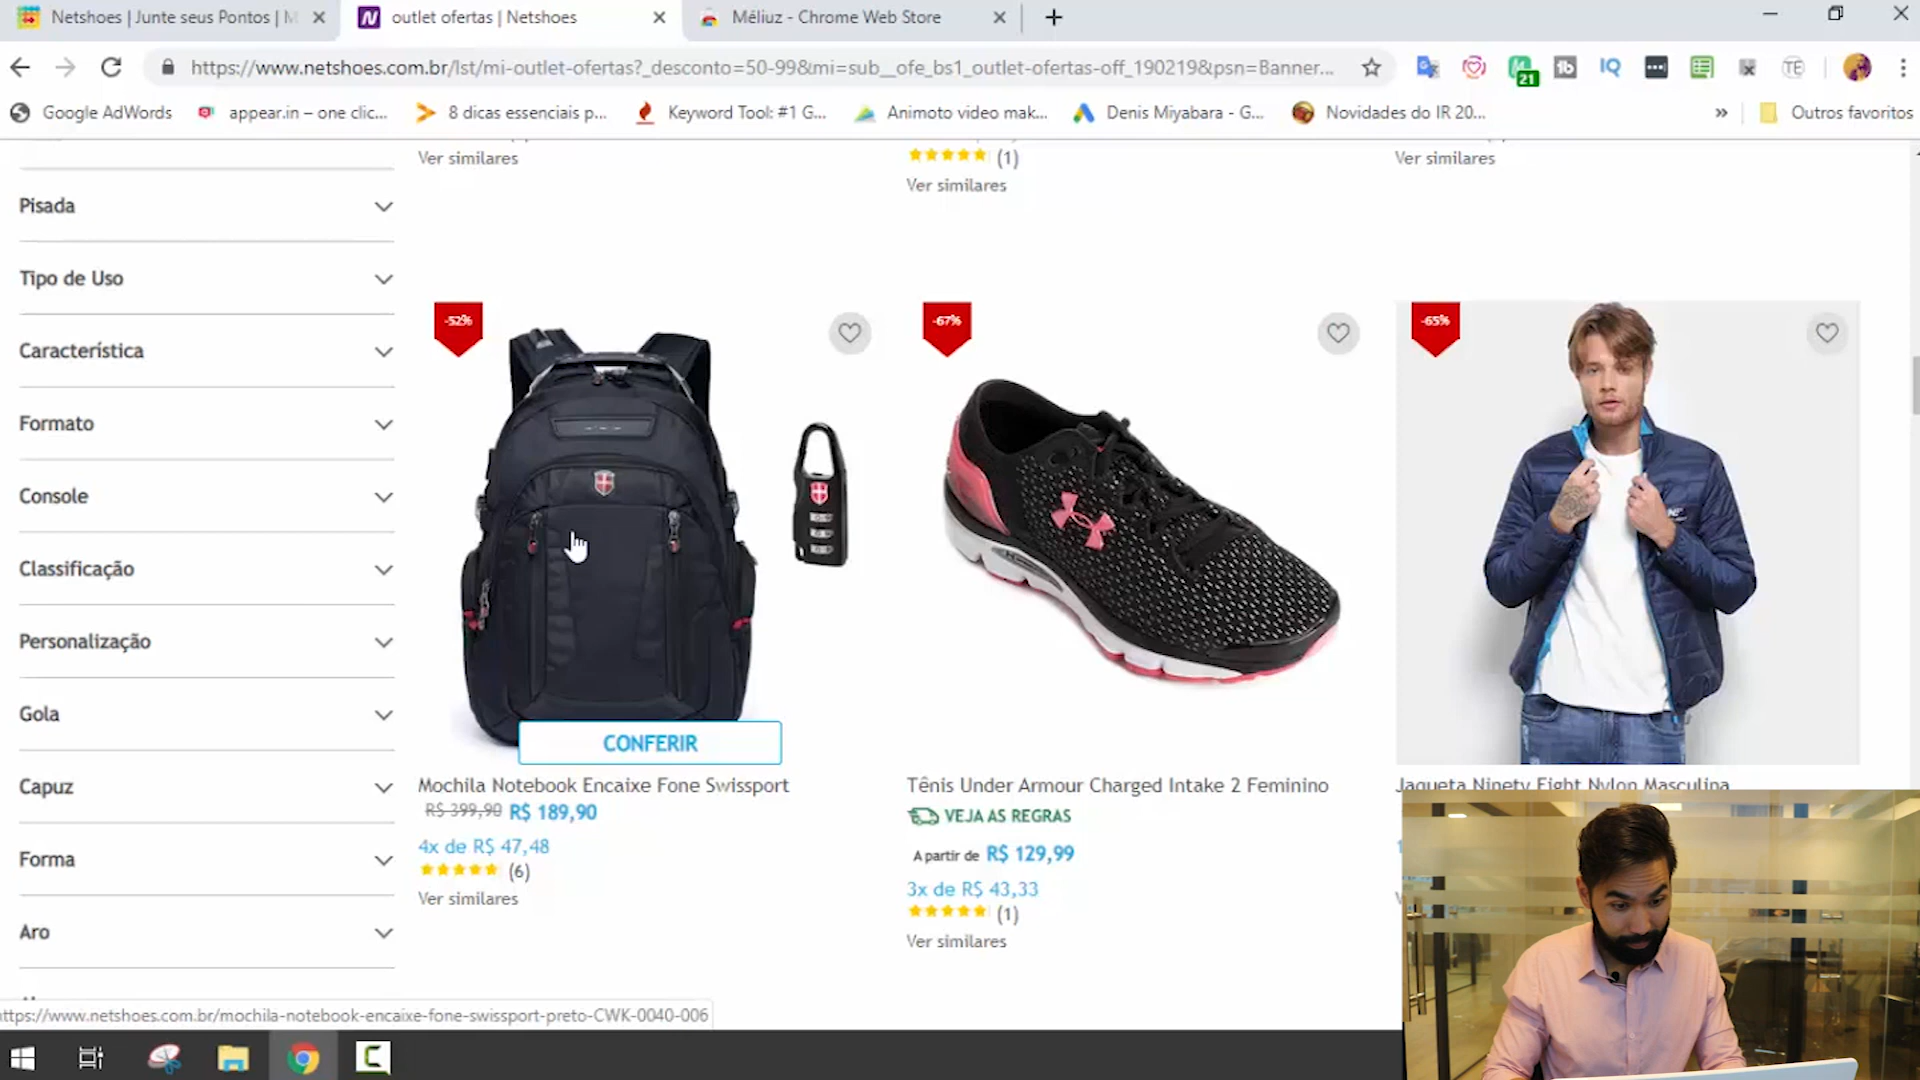 Netshoes | Junte seus Pontos | M
outlet ofertas | Netshoes
Méliuz - Chrome Web Store
https://www.netshoes.com.br/lst/mi-outlet-ofertas?_desconto=50-99&mi=sub__ofe_bs1_outlet-ofertas-off_190219&psn=Banner...
21
1b
IQ
TE
Google AdWords
appear.in – one clic...
8 dicas essenciais p...
Keyword Tool: #1 G...
Animoto video mak...
Denis Miyabara - G...
Novidades do IR 20...
»
Outros favoritos
Ver similares
(1)
Ver similares
Ver similares
Pisada
Tipo de Uso
Característica
Formato
Console
Classificação
Personalização
Gola
Capuz
Forma
Aro
-52%
-67%
-65%
CONFERIR
Mochila Notebook Encaixe Fone Swissport
R$ 399,90 R$ 189,90
4x de R$ 47,48
(6)
Ver similares
Tênis Under Armour Charged Intake 2 Feminino
VEJA AS REGRAS
A partir de R$ 129,99
3x de R$ 43,33
(1)
Ver similares
Jaqueta Ninety Eight Nylon Masculina
ttps://www.netshoes.com.br/mochila-notebook-encaixe-fone-swissport-preto-CWK-0040-006